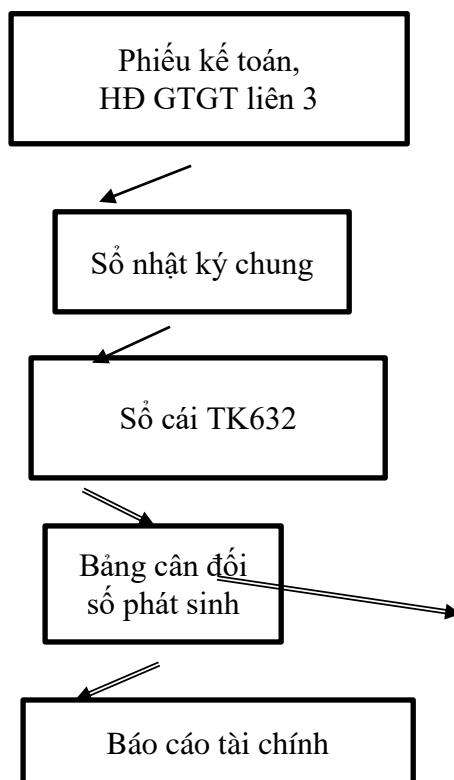 Phiếu kế toán,
HĐ GTGT liên 3
Sổ nhật ký chung
Sổ cái TK632
Bảng cân đối
số phát sinh
Báo cáo tài chính